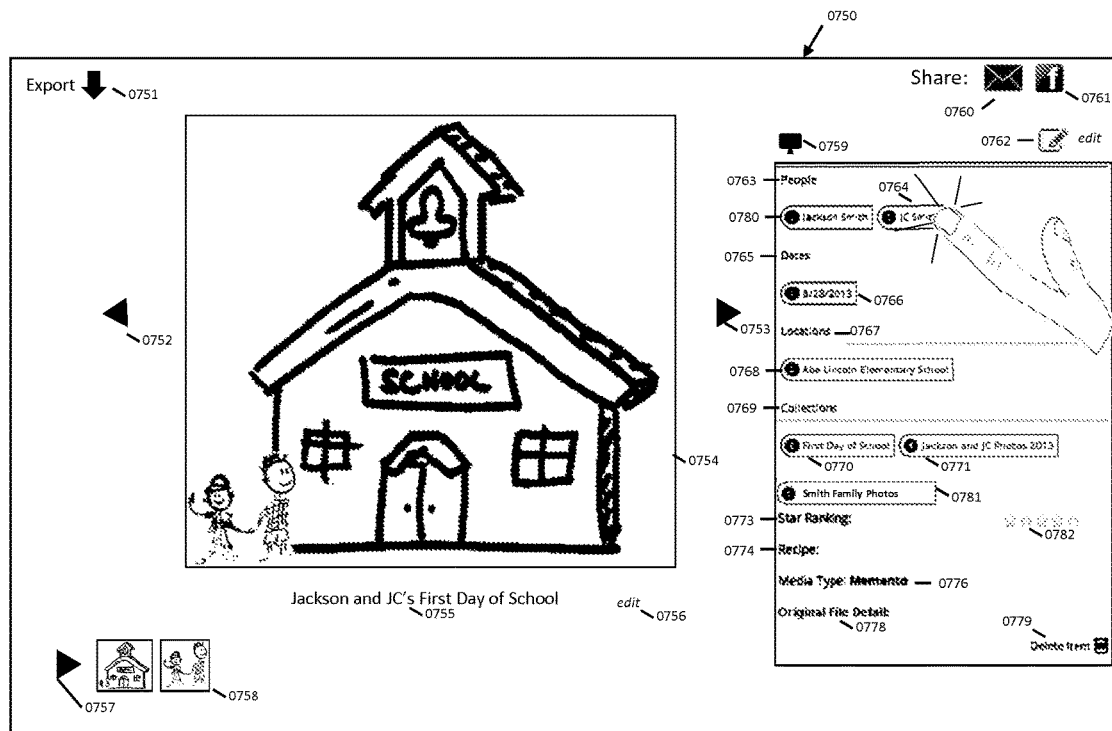 0750
Export 0751
Share: f
0760 0761
0759 0762 edit
0763 People
0764
0780 Jackson Smith JC
0765 Dates
8/28/2013 0766
0752 0753 Locations 0767
0768 Abe Lincoln Elementary School
0769 Collections
SCHOOL
0754 First Day of School Jackson and JC Photos 2013
0770 0771
Smith Family Photos 0781
0773 Star Ranking:
0782
0774 Recipe:
Media Type: Memento 0776
Jackson and JC's First Day of School edit
0755 0756
Original File Detail:
0778 0779
Delete Item
0757 0758